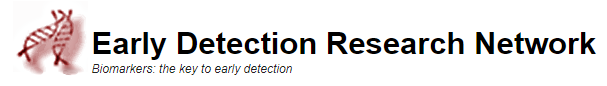 Early Detection Research Network
Biomarkers: the key to early detection